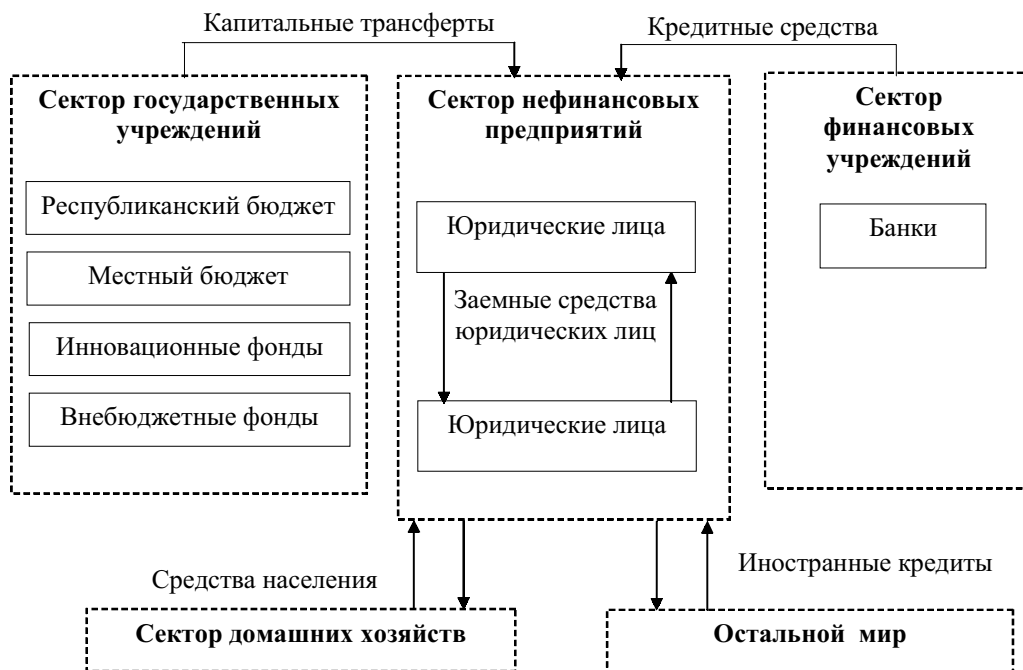 Капитальные трансферты
Кредитные средства
Сектор государственных
учреждений
Республиканский бюджет
Местный бюджет
Инновационные фонды
Внебюджетные фонды
Сектор нефинансовых
предприятий
Юридические лица
Заемные средства
юридических лиц
Юридические лица
Сектор
финансовых
учреждений
Банки
Средства населения
Иностранные кредиты
Сектор домашних хозяйств
Остальной мир